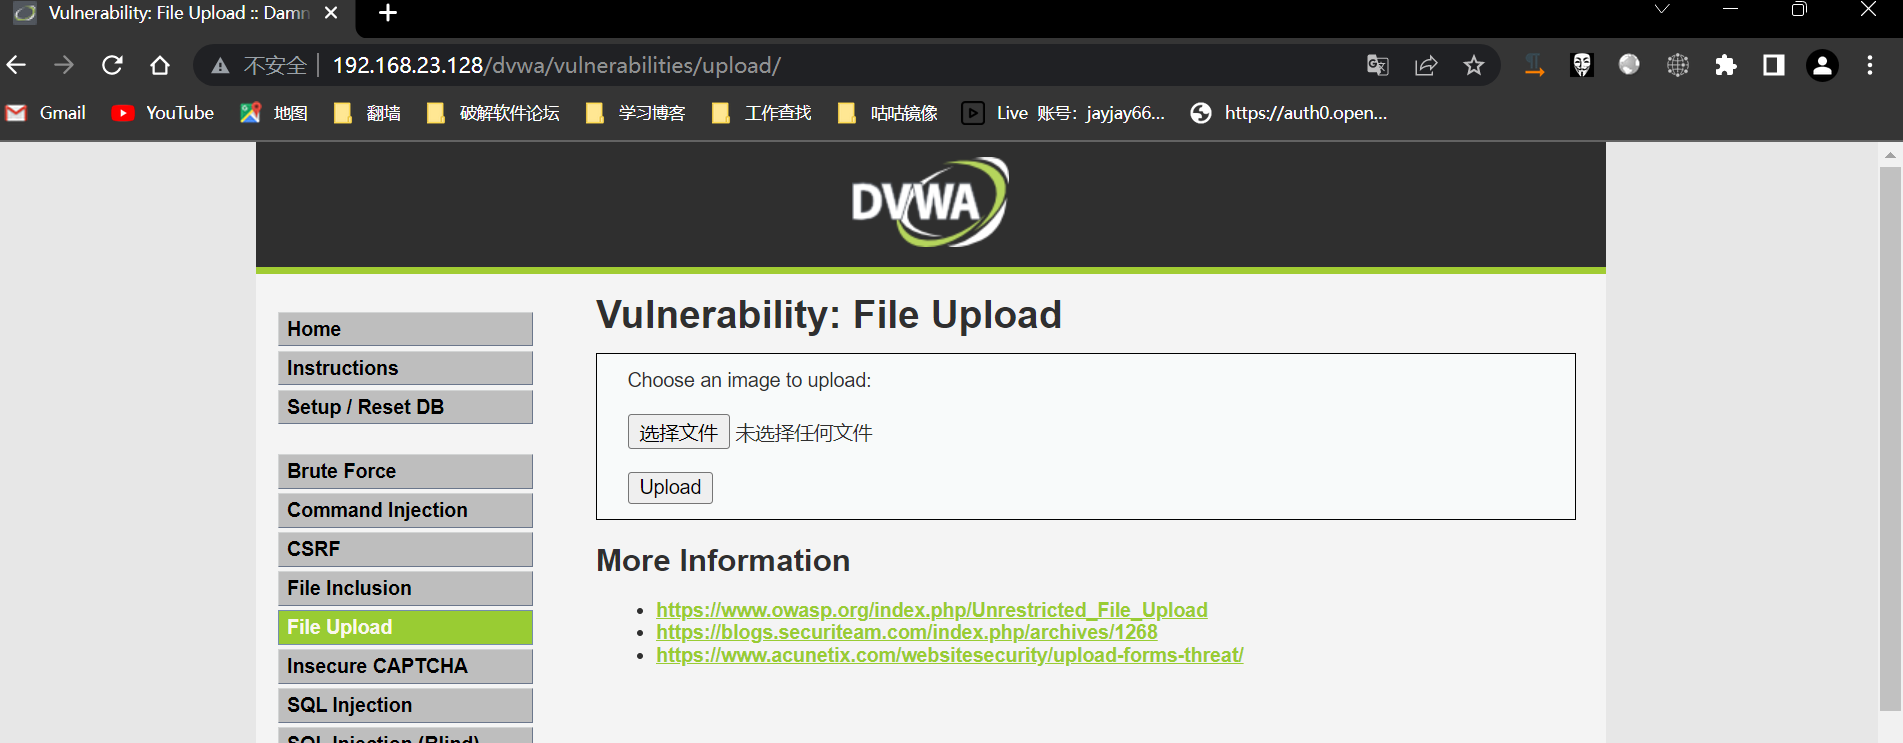 Vulnerability: File Upload :: Damn
不安全 192.168.23.128/dvwa/vulnerabilities/upload/
Gmail YouTube 地图 翻墙 破解软件论坛 学习博客 工作查找 咕咕镜像 Live 账号：jayjay66... https://auth0.open...
DVWA
Home
Instructions
Setup / Reset DB
Brute Force
Command Injection
CSRF
File Inclusion
File Upload
Insecure CAPTCHA
SQL Injection
SQL Injection (Blind)
Vulnerability: File Upload
Choose an image to upload:
选择文件 未选择任何文件
Upload
More Information
https://www.owasp.org/index.php/Unrestricted_File_Upload
https://blogs.securiteam.com/index.php/archives/1268
https://www.acunetix.com/websitesecurity/upload-forms-threat/